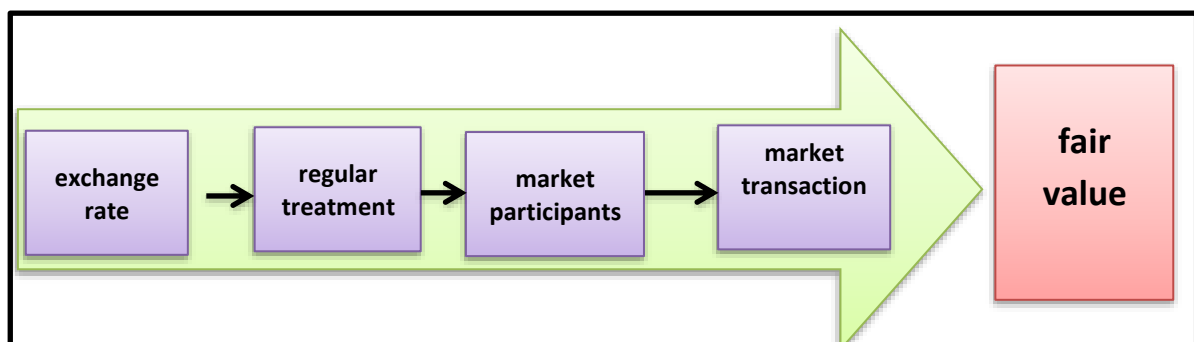 exchange
rate
regular
treatment
market
participants
market
transaction
fair
value